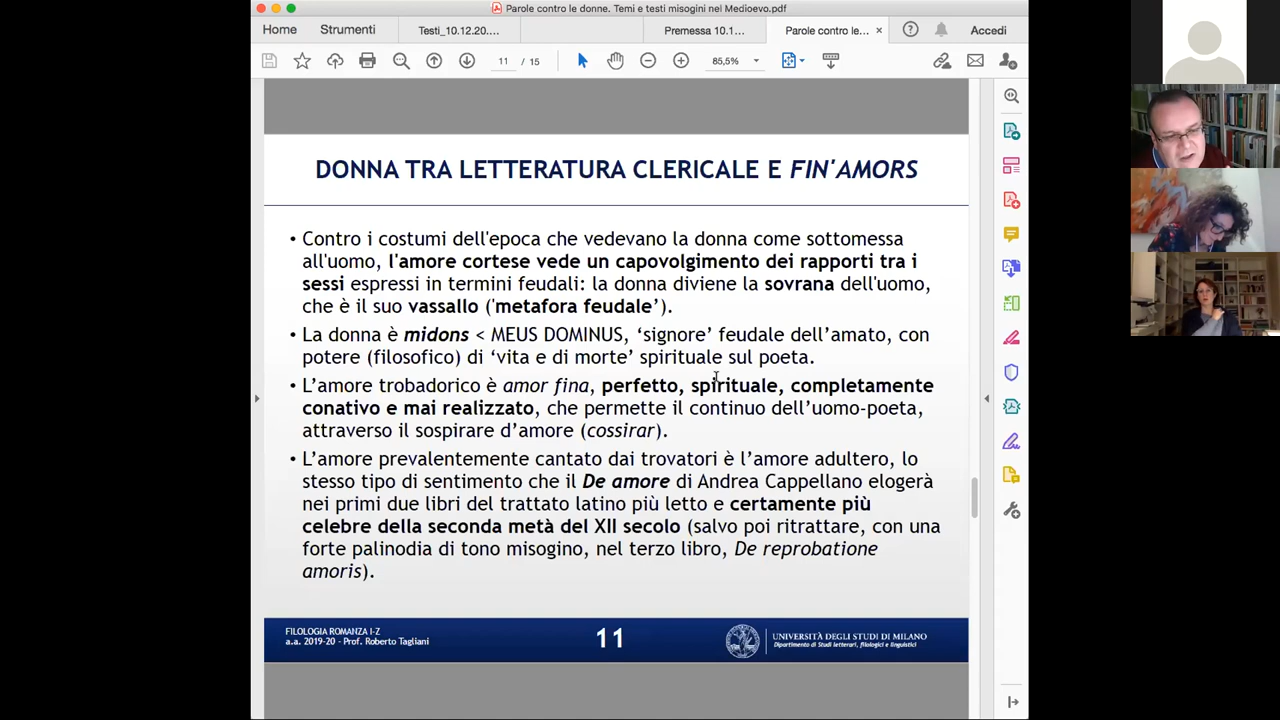 Parole contro le donne. Temi e testi misogini nel Medioevo.pdf
Home Strumenti Testi_10.12.20.... Premessa 10.1... Parole contro le... × Accedi
11 / 15 85,5%
DONNA TRA LETTERATURA CLERICALE E FIN'AMORS
• Contro i costumi dell'epoca che vedevano la donna come sottomessa
all'uomo, l'amore cortese vede un capovolgimento dei rapporti tra i
sessi espressi in termini feudali: la donna diviene la sovrana dell'uomo,
che è il suo vassallo ('metafora feudale’).
• La donna è midons < MEUS DOMINUS, ‘signore’ feudale dell’amato, con
potere (filosofico) di ‘vita e di morte’ spirituale sul poeta.
• L’amore trobadorico è amor fina, perfetto, spirituale, completamente
conativo e mai realizzato, che permette il continuo dell’uomo-poeta,
attraverso il sospirare d’amore (cossirar).
• L’amore prevalentemente cantato dai trovatori è l’amore adultero, lo
stesso tipo di sentimento che il De amore di Andrea Cappellano elogerà
nei primi due libri del trattato latino più letto e certamente più
celebre della seconda metà del XII secolo (salvo poi ritrattare, con una
forte palinodia di tono misogino, nel terzo libro, De reprobatione
amoris).
FILOLOGIA ROMANZA I-Z
a.a. 2019-20 - Prof. Roberto Tagliani
11
UNIVERSITÀ DEGLI STUDI DI MILANO
Dipartimento di Studi letterari, filologici e linguistici